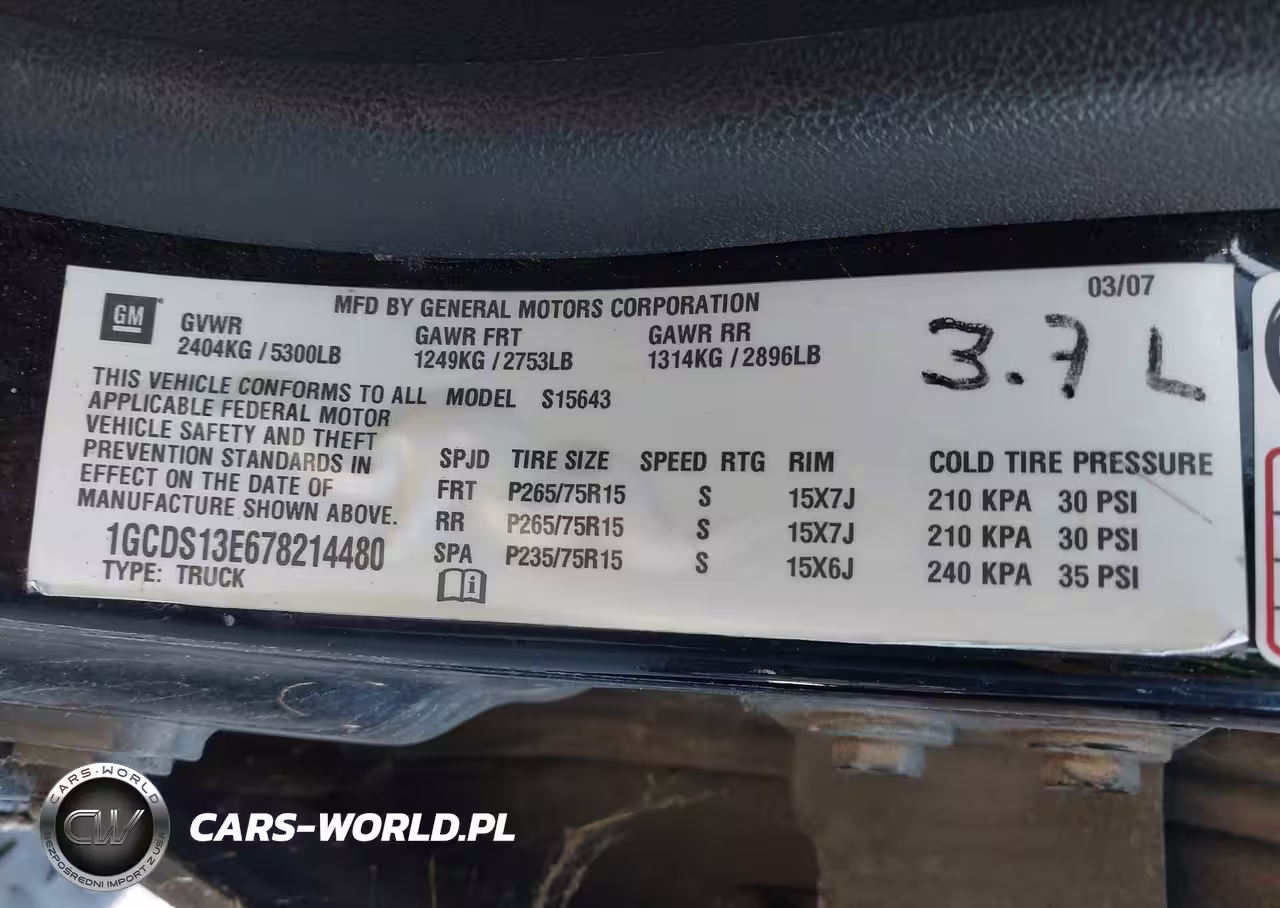 03/07
GM
MFD BY GENERAL MOTORS CORPORATION
GVWR GAWR FRT GAWR RR
2404KG / 5300LB 1249KG / 2753LB 1314KG / 2896LB
3.7 L
THIS VEHICLE CONFORMS TO ALL MODEL S15643
APPLICABLE FEDERAL MOTOR
VEHICLE SAFETY AND THEFT
PREVENTION STANDARDS IN
EFFECT ON THE DATE OF
MANUFACTURE SHOWN ABOVE.
SPJD TIRE SIZE SPEED RTG RIM COLD TIRE PRESSURE
FRT P265/75R15 S 15X7J 210 KPA 30 PSI
RR P265/75R15 S 15X7J 210 KPA 30 PSI
SPA P235/75R15 S 15X6J 240 KPA 35 PSI
1GCDS13E678214480
TYPE: TRUCK
i
CARS-WORLD
CW
BEZPOŚREDNI IMPORT Z USA
CARS-WORLD.PL